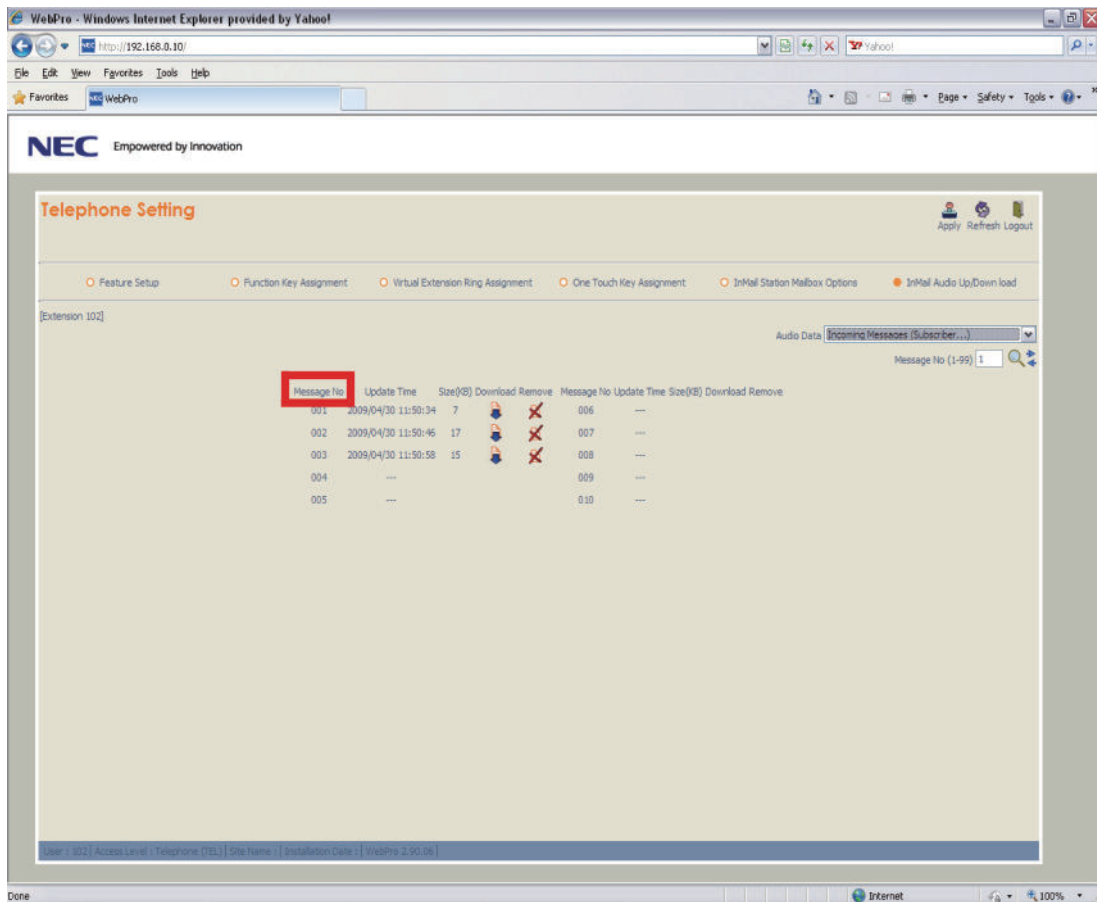 WebPro - Windows Internet Explorer provided by Yahoo!
NEC http://192.168.0.10/ Yahoo!
File Edit View Favorites Tools Help
Favorites NEC WebPro Page Safety Tools
NEC Empowered by Innovation
Telephone Setting
Apply Refresh Logout
Feature Setup Function Key Assignment Virtual Extension Ring Assignment One Touch Key Assignment InMail Station Mailbox Options InMail Audio Up/Down load
[Extension 102]
Audio Data Incoming Messages (Subscriber...)
Message No (1-99) 1
Message No Update Time Size(KB) Download Remove Message No Update Time Size(KB) Download Remove
001 2009/04/30 11:50:34 7 006 ---
002 2009/04/30 11:50:46 17 007 ---
003 2009/04/30 11:50:58 15 008 ---
004 --- 009 ---
005 --- 010 ---
User : 102 | Access Level : Telephone (TEL) | Site Name : | Installation Date : | WebPro 2.90.06 |
Done Internet 100%